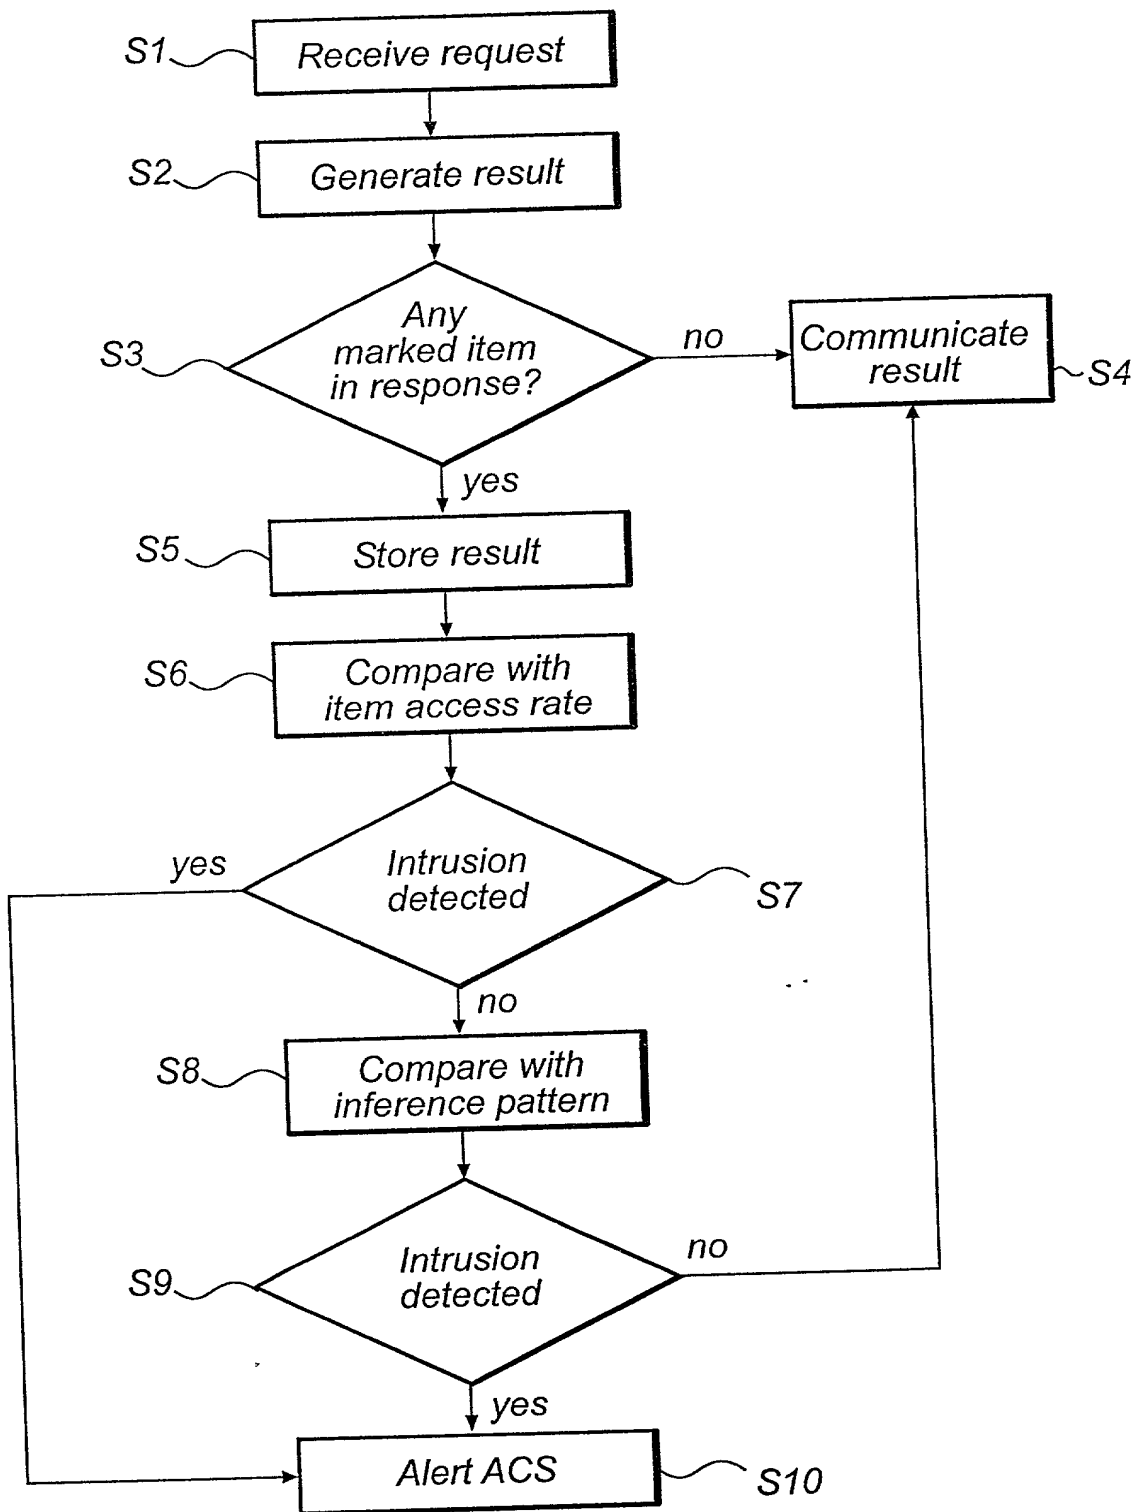 S1
Receive request
S2
Generate result
S3
Any
marked item
in response?
no
Communicate
result
S4
yes
S5
Store result
S6
Compare with
item access rate
yes
Intrusion
detected
S7
no
S8
Compare with
inference pattern
S9
Intrusion
detected
no
yes
Alert ACS
S10